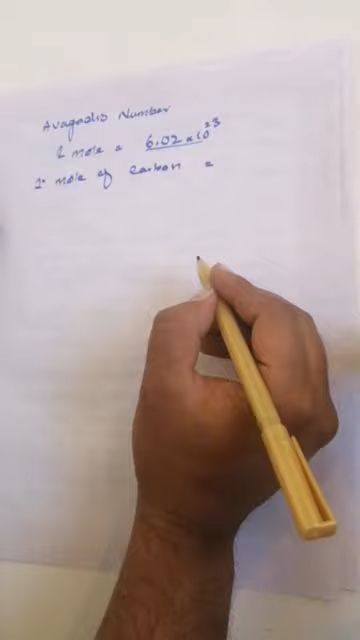 Avagadro Number
1 mole = 6.02 x 10²³
1 mole of carbon =